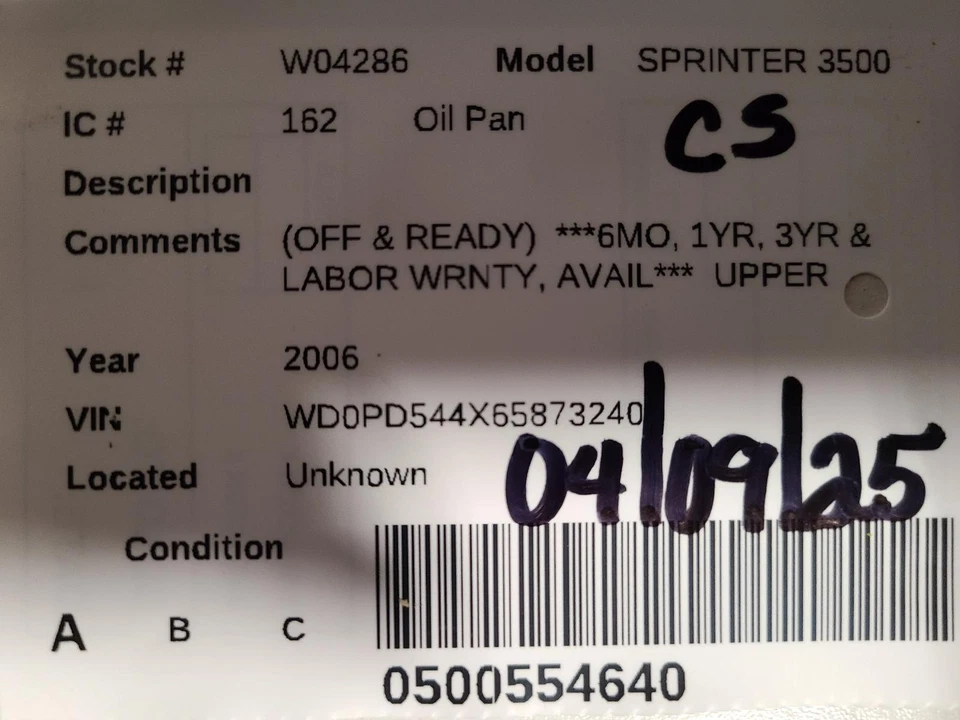 Stock # W04286 Model SPRINTER 3500
IC # 162 Oil Pan
CS
Description
Comments (OFF & READY) ***6MO, 1YR, 3YR &
LABOR WRNTY, AVAIL*** UPPER
Year 2006
VIN WD0PD544X65873240
04/09/25
Located Unknown
Condition
A B C
0500554640